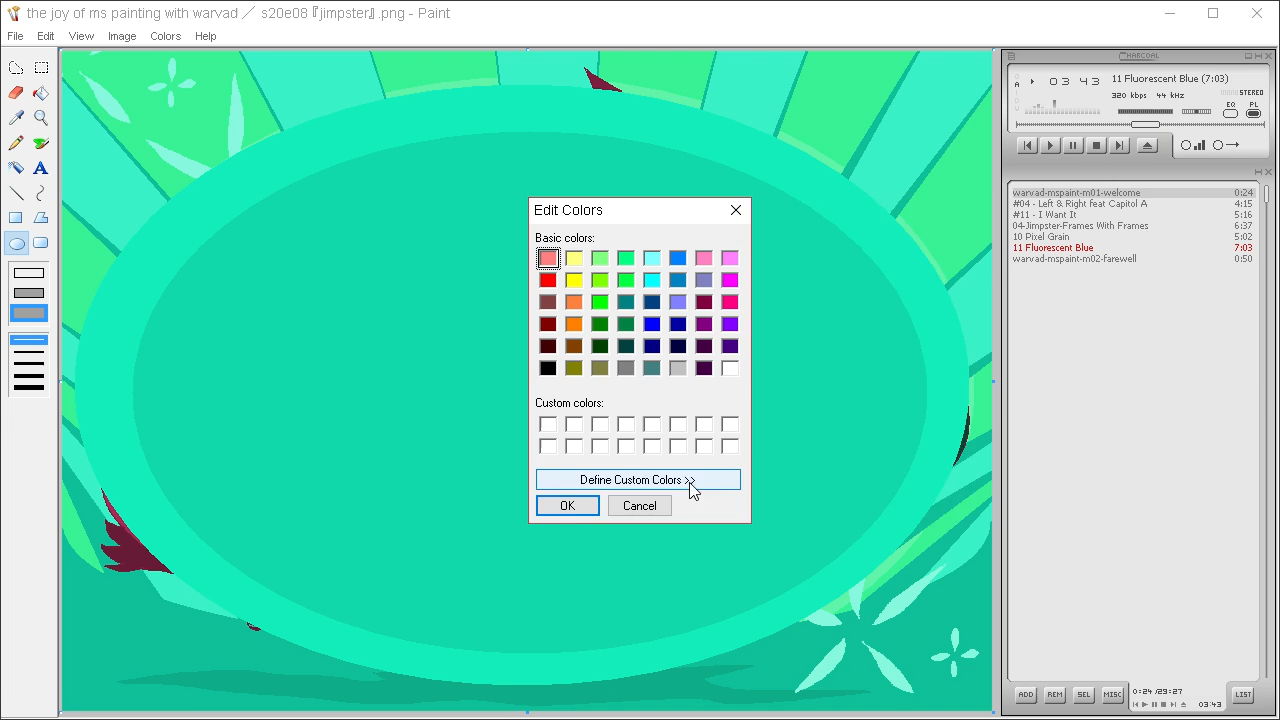 the joy of ms painting with warvad ╱ s20e08『jimpster』.png - Paint
File Edit View Image Colors Help
CHARCOAL
03 43
11 Fluorescent Blue (7:03)
320 kbps 44 kHz MONO STEREO
EQ PL
warvad-mspaint-m01-welcome 0:24
#04 - Left & Right feat Capitol A 4:15
#11 - I Want It 5:16
04-Jimpster-Frames With Frames 6:37
10 Pixel Grain 5:02
11 Fluorescent Blue 7:03
warvad-mspaint-m02-farewell 0:50
Edit Colors
Basic colors:
Custom colors:
Define Custom Colors >>
OK Cancel
ADD REM SEL MISC 0:24/29:27 03:43 LIST